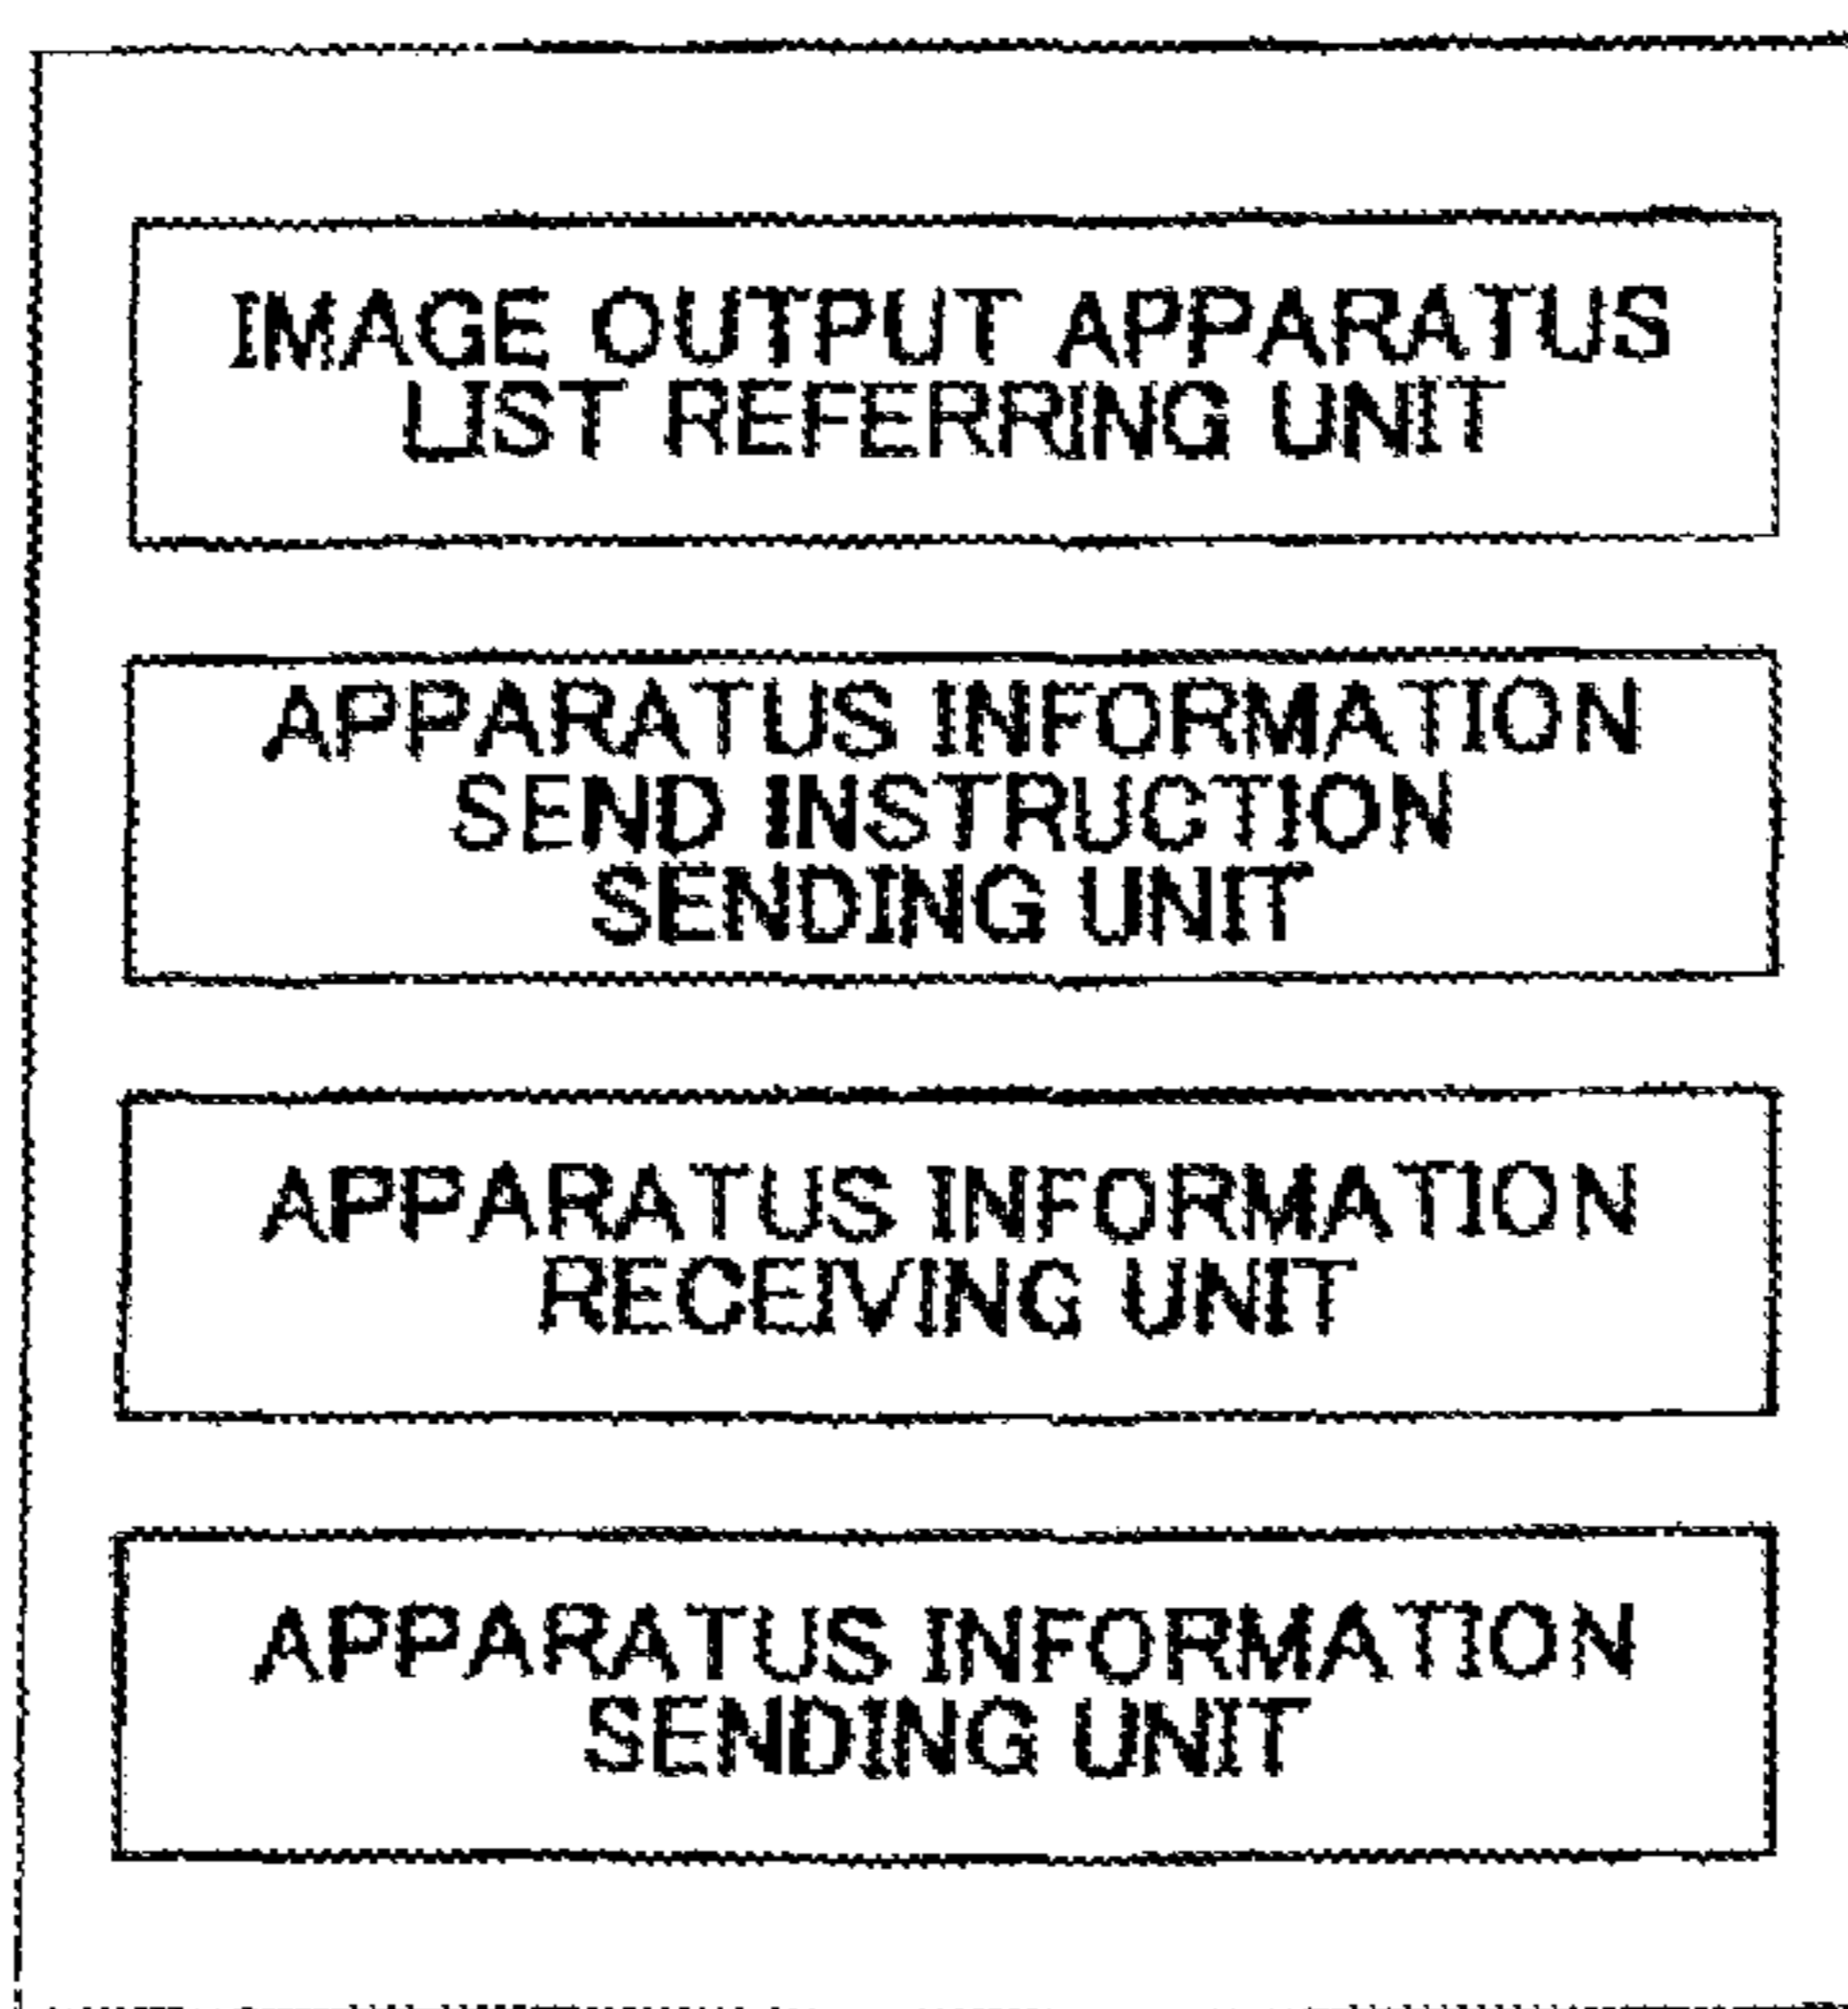 IMAGE OUTPUT APPARATUS
LIST REFERRING UNIT
APPARATUS INFORMATION
SEND INSTRUCTION
SENDING UNIT
APPARATUS INFORMATION
RECEIVING UNIT
APPARATUS INFORMATION
SENDING UNIT